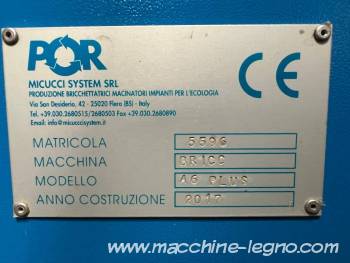 POR
MICUCCI SYSTEM SRL
PRODUZIONE BRICCHETTATRICI MACINATORI IMPIANTI PER L'ECOLOGIA
Via San Desiderio, 42 - 25020 Flero (BS) - Italy
Tel. +39.030.2680515/2680503 Fax +39.030.2680890
Email: info@micuccisystem.it
CE
MATRICOLA 5596
MACCHINA BRICC
MODELLO A6 PLUS
ANNO COSTRUZIONE 2017
www.macchine-legno.com